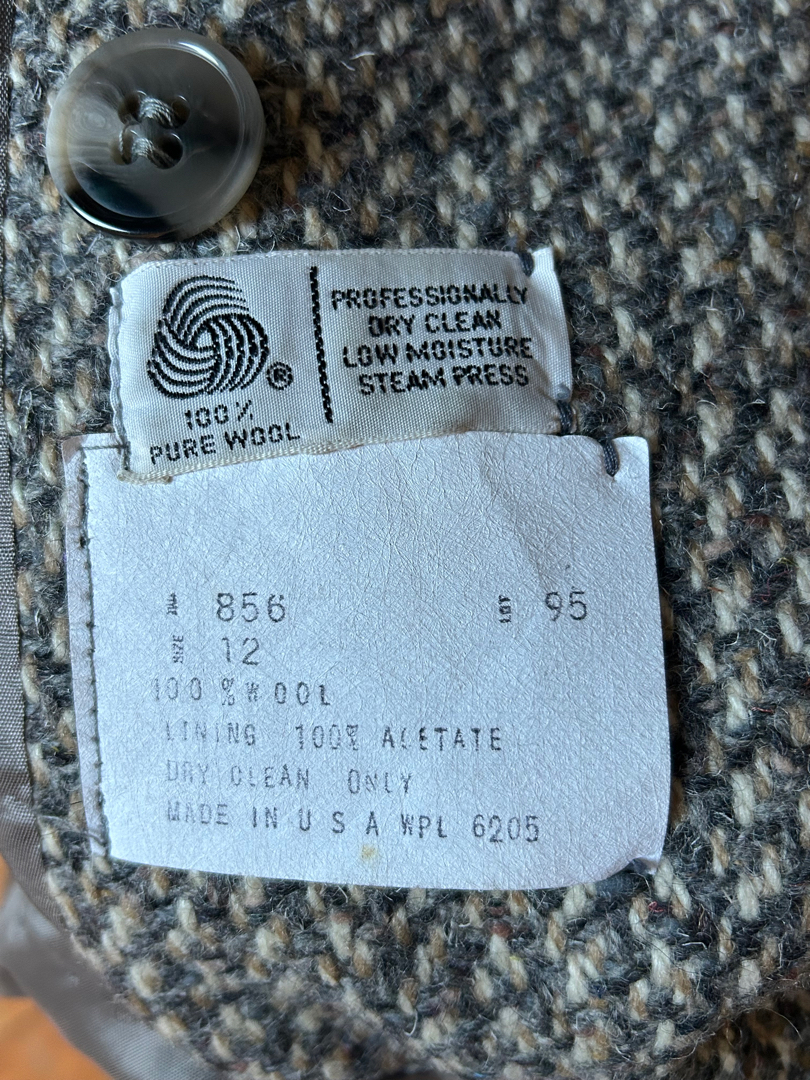 ®
100%
PURE WOOL
PROFESSIONALLY
DRY CLEAN
LOW MOISTURE
STEAM PRESS
856 95
SIZE 12
100%WOOL
LINING 100% ACETATE
DRY CLEAN ONLY
MADE IN U S A WPL 6205